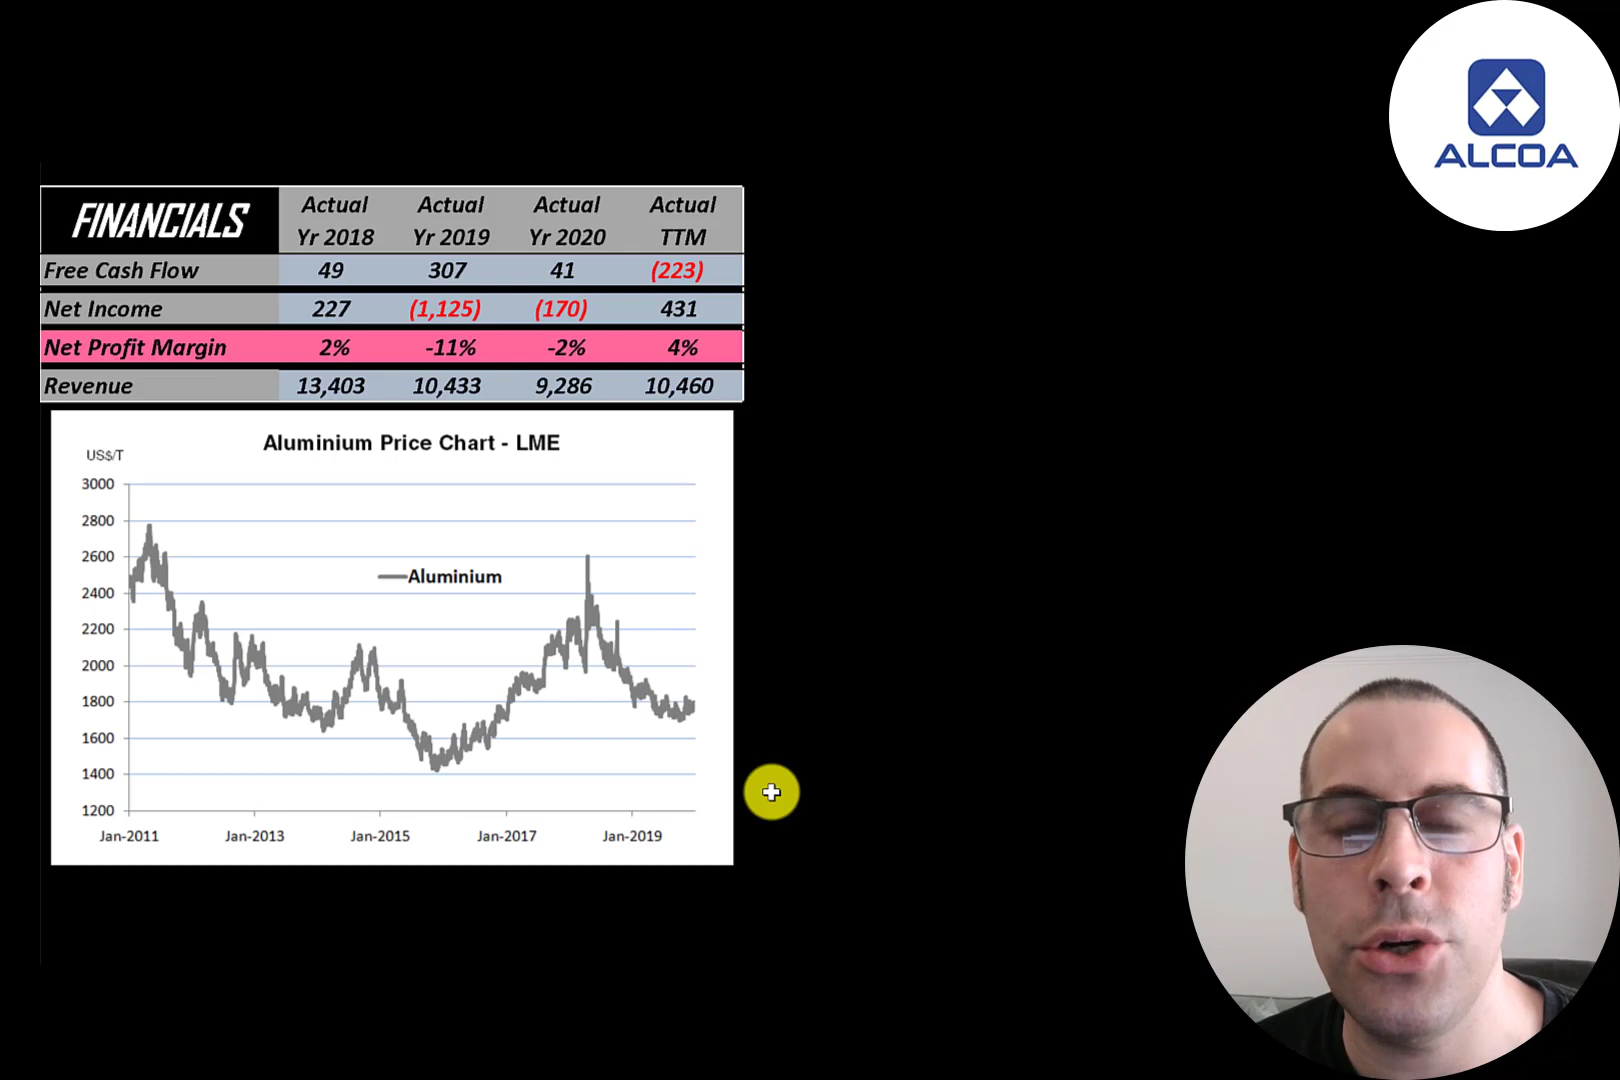 ALCOA
FINANCIALS Actual Yr 2018 Actual Yr 2019 Actual Yr 2020 Actual TTM
Free Cash Flow 49 307 41 (223)
Net Income 227 (1,125) (170) 431
Net Profit Margin 2% -11% -2% 4%
Revenue 13,403 10,433 9,286 10,460
Aluminium Price Chart - LME
US$/T
3000
2800
2600
Aluminium
2400
2200
2000
1800
1600
1400
1200
Jan-2011 Jan-2013 Jan-2015 Jan-2017 Jan-2019